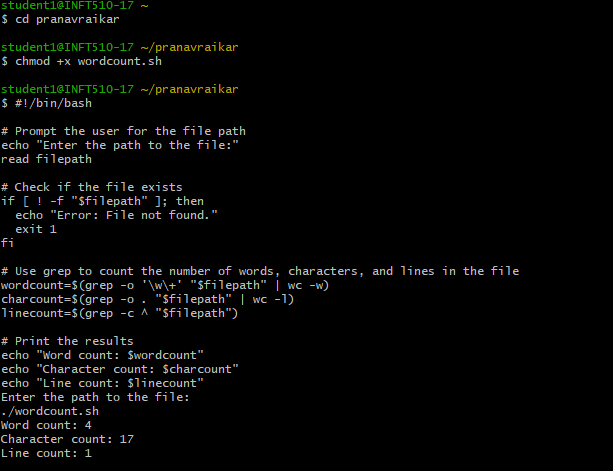 student1@INFT510-17 ~
$ cd pranavraikar
student1@INFT510-17 ~/pranavraikar
$ chmod +x wordcount.sh
student1@INFT510-17 ~/pranavraikar
$ #!/bin/bash
# Prompt the user for the file path
echo "Enter the path to the file:"
read filepath
# Check if the file exists
if [ ! -f "$filepath" ]; then
  echo "Error: File not found."
  exit 1
fi
# Use grep to count the number of words, characters, and lines in the file
wordcount=$(grep -o '\w\+' "$filepath" | wc -w)
charcount=$(grep -o . "$filepath" | wc -l)
linecount=$(grep -c ^ "$filepath")
# Print the results
echo "Word count: $wordcount"
echo "Character count: $charcount"
echo "Line count: $linecount"
Enter the path to the file:
./wordcount.sh
Word count: 4
Character count: 17
Line count: 1